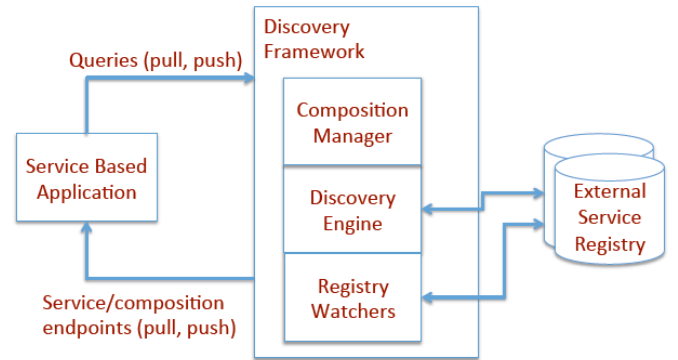 Discovery
Framework
Queries (pull, push)
Composition
Manager
Service Based
Application
Discovery
Engine
External
Service
Registry
Registry
Watchers
Service/composition
endpoints (pull, push)